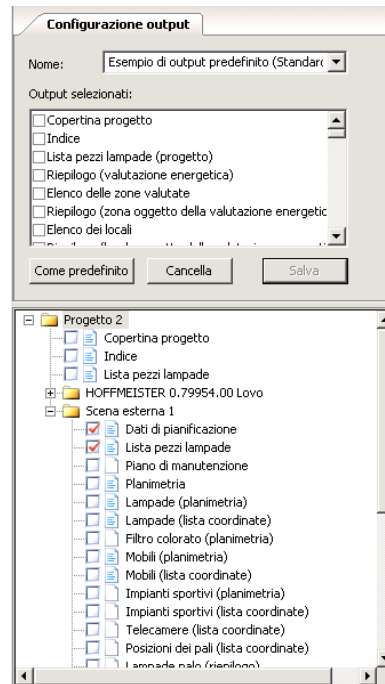 Configurazione output
Nome: Esempio di output predefinito (Standarc
Output selezionati:
Copertina progetto
Indice
Lista pezzi lampade (progetto)
Riepilogo (valutazione energetica)
Elenco delle zone valutate
Riepilogo (zona oggetto della valutazione energetic
Elenco dei locali
Come predefinito Cancella Salva
Progetto 2
Copertina progetto
Indice
Lista pezzi lampade
HOFFMEISTER 0.79954.00 Lovo
Scena esterna 1
Dati di pianificazione
Lista pezzi lampade
Piano di manutenzione
Planimetria
Lampade (planimetria)
Lampade (lista coordinate)
Filtro colorato (planimetria)
Mobili (planimetria)
Mobili (lista coordinate)
Impianti sportivi (planimetria)
Impianti sportivi (lista coordinate)
Telecamere (lista coordinate)
Posizioni dei pali (lista coordinate)
Lampade palo (riepilogo)